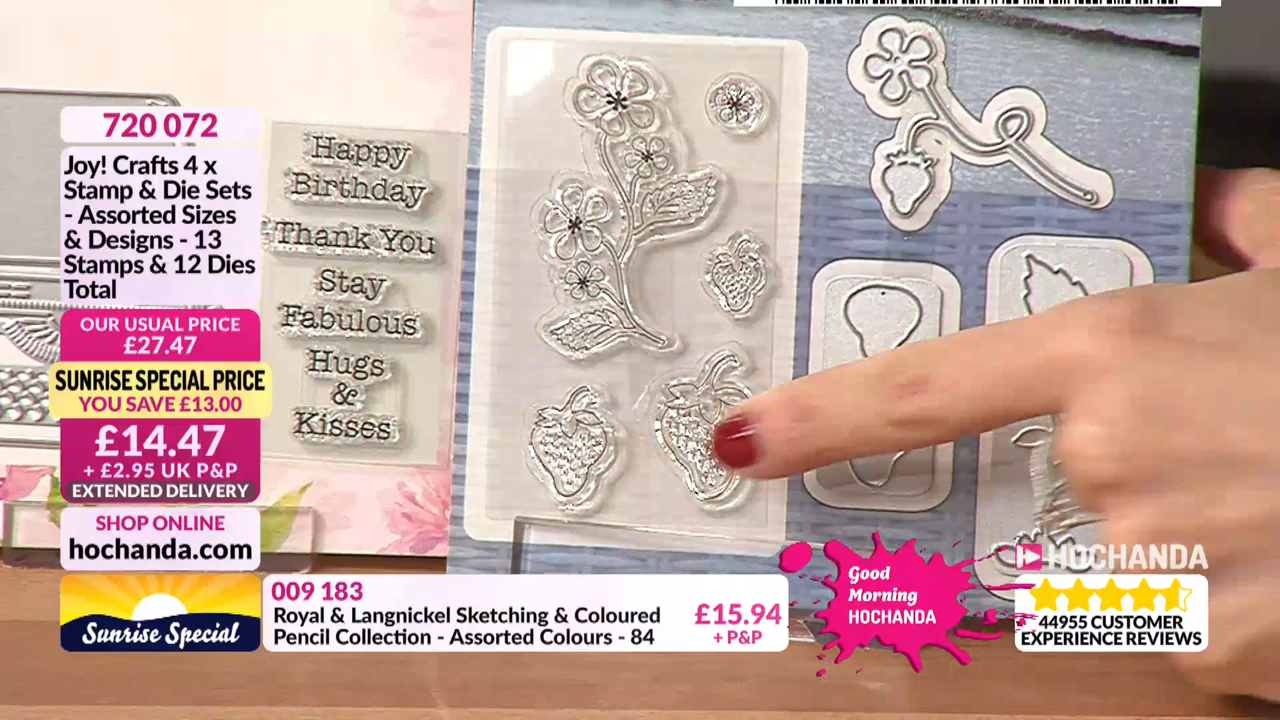 720 072
Joy! Crafts 4 x
Stamp & Die Sets
- Assorted Sizes
& Designs - 13
Stamps & 12 Dies
Total
OUR USUAL PRICE
£27.47
SUNRISE SPECIAL PRICE
YOU SAVE £13.00
£14.47
+ £2.95 UK P&P
EXTENDED DELIVERY
SHOP ONLINE
hochanda.com
Happy
Birthday
Thank You
Stay
Fabulous
Hugs
&
Kisses
Sunrise Special
009 183
Royal & Langnickel Sketching & Coloured
Pencil Collection - Assorted Colours - 84
£15.94
+ P&P
Good
Morning
HOCHANDA
HOCHANDA
44955 CUSTOMER
EXPERIENCE REVIEWS